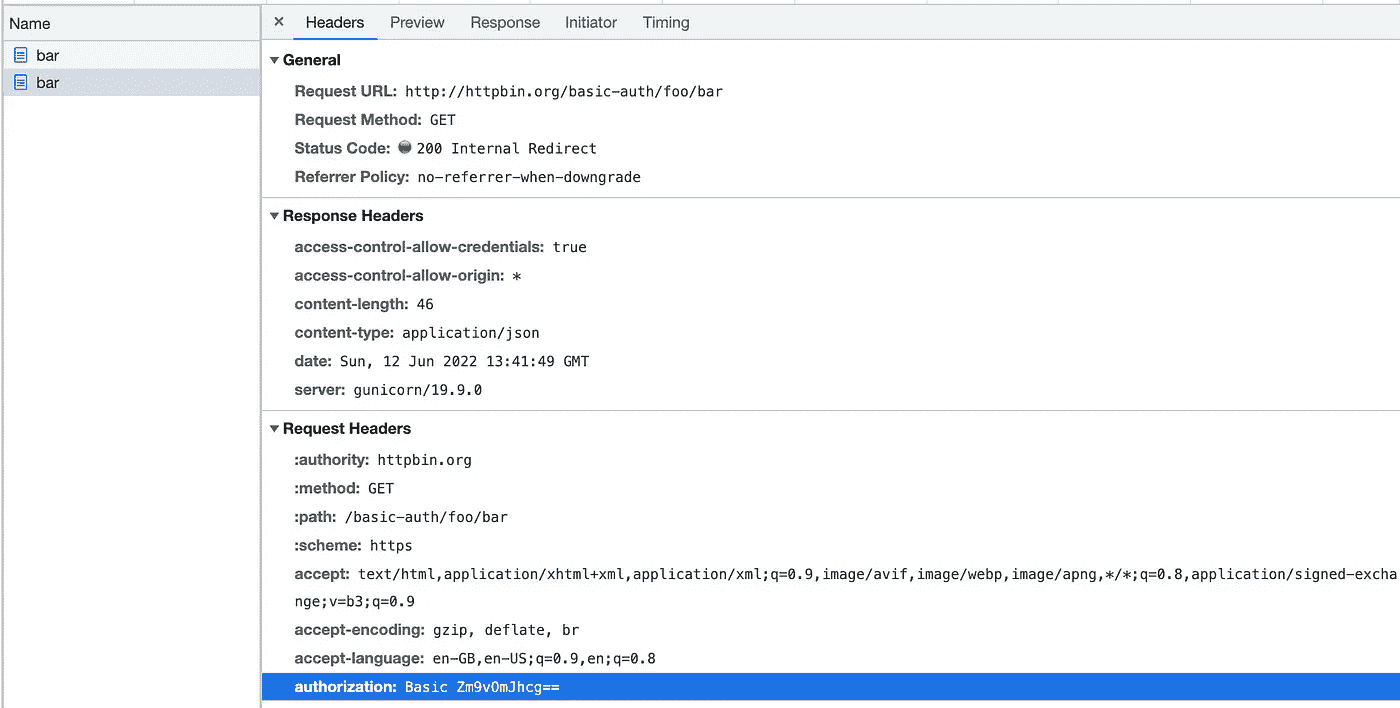 Name
bar
bar
× Headers Preview Response Initiator Timing
General
Request URL: http://httpbin.org/basic-auth/foo/bar
Request Method: GET
Status Code: 200 Internal Redirect
Referrer Policy: no-referrer-when-downgrade
Response Headers
access-control-allow-credentials: true
access-control-allow-origin: *
content-length: 46
content-type: application/json
date: Sun, 12 Jun 2022 13:41:49 GMT
server: gunicorn/19.9.0
Request Headers
:authority: httpbin.org
:method: GET
:path: /basic-auth/foo/bar
:scheme: https
accept: text/html,application/xhtml+xml,application/xml;q=0.9,image/avif,image/webp,image/apng,*/*;q=0.8,application/signed-excha
nge;v=b3;q=0.9
accept-encoding: gzip, deflate, br
accept-language: en-GB,en-US;q=0.9,en;q=0.8
authorization: Basic Zm9vOmJhcg==